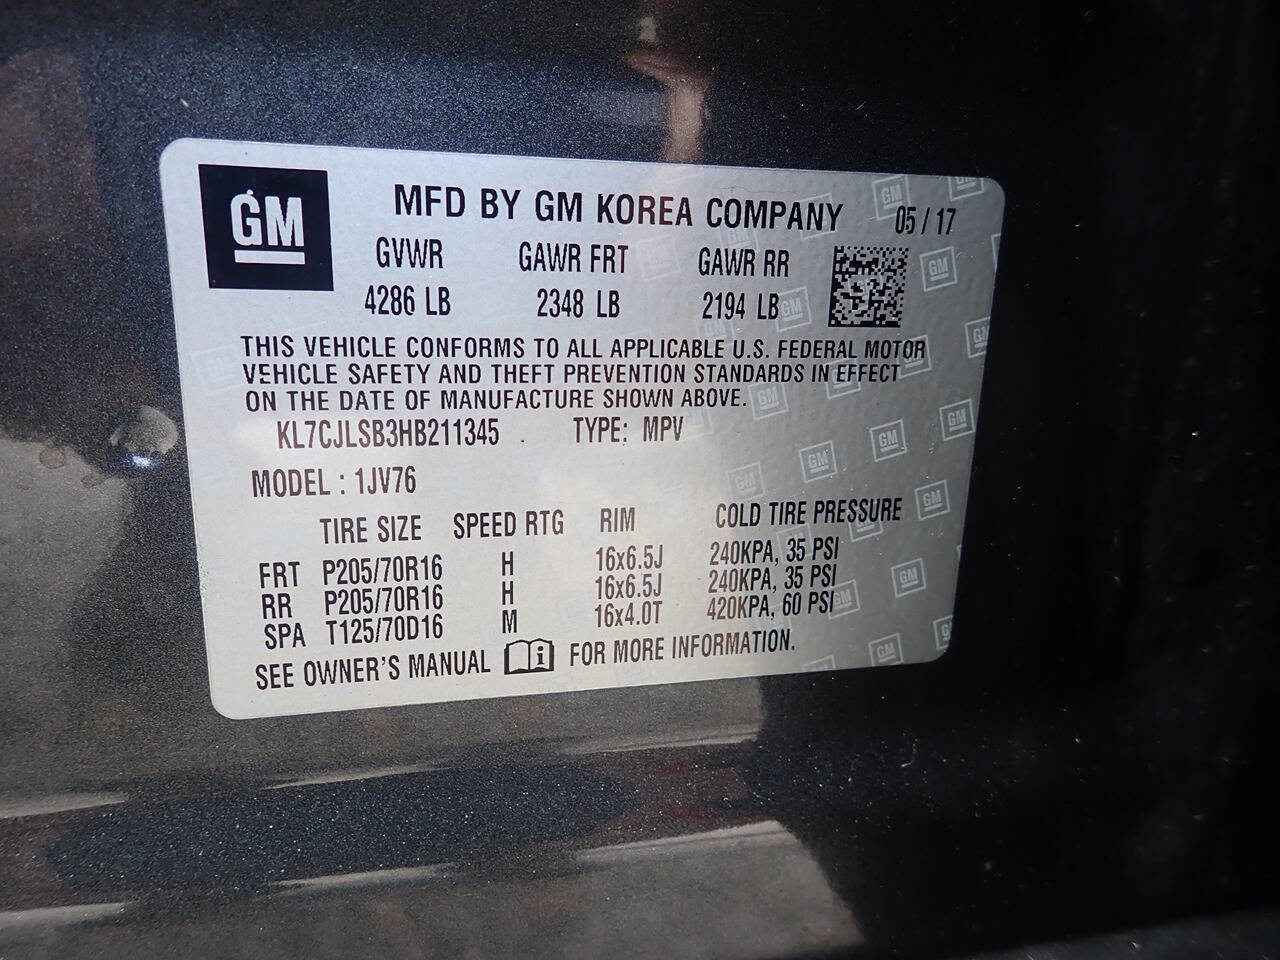 GM
MFD BY GM KOREA COMPANY 05 / 17
GVWR GAWR FRT GAWR RR
4286 LB 2348 LB 2194 LB
THIS VEHICLE CONFORMS TO ALL APPLICABLE U.S. FEDERAL MOTOR
VEHICLE SAFETY AND THEFT PREVENTION STANDARDS IN EFFECT
ON THE DATE OF MANUFACTURE SHOWN ABOVE.
KL7CJLSB3HB211345 TYPE: MPV
MODEL : 1JV76
TIRE SIZE SPEED RTG RIM COLD TIRE PRESSURE
FRT P205/70R16 H 16x6.5J 240KPA, 35 PSI
RR P205/70R16 H 16x6.5J 240KPA, 35 PSI
SPA T125/70D16 M 16x4.0T 420KPA, 60 PSI
SEE OWNER'S MANUAL i FOR MORE INFORMATION.